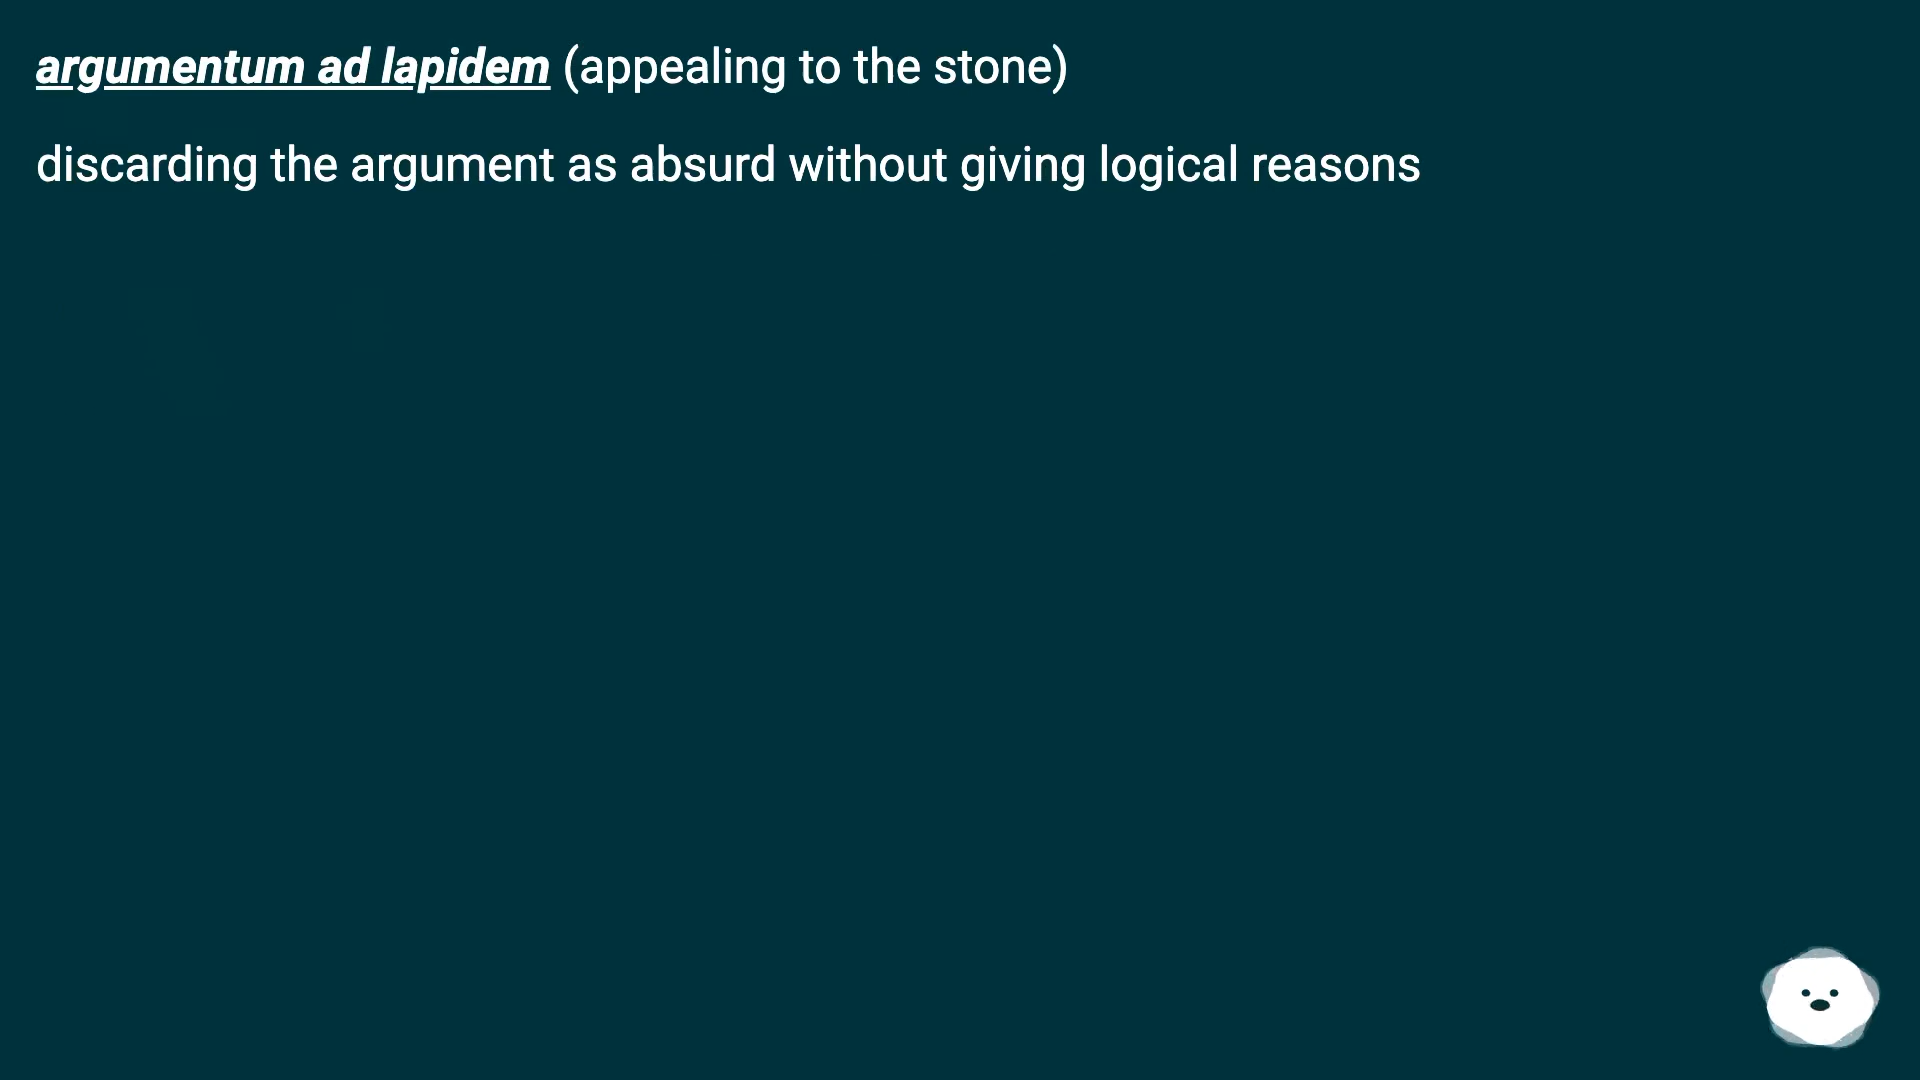 argumentum ad lapidem (appealing to the stone)
discarding the argument as absurd without giving logical reasons